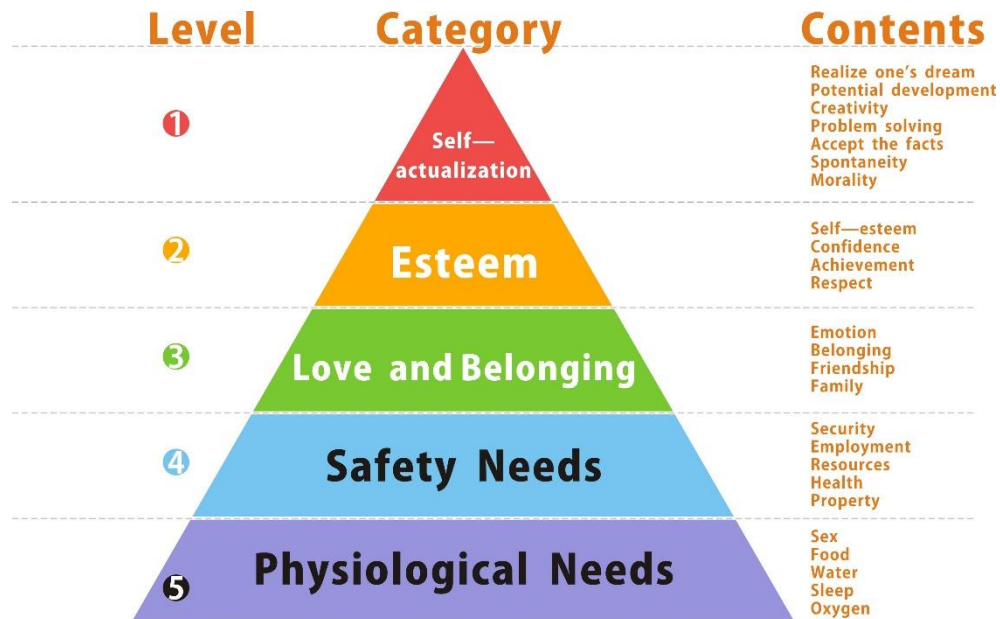 Level Category Contents
1
Self—
actualization
Realize one's dream
Potential development
Creativity
Problem solving
Accept the facts
Spontaneity
Morality
2
Esteem
Self—esteem
Confidence
Achievement
Respect
3
Love and Belonging
Emotion
Belonging
Friendship
Family
4
Safety Needs
Security
Employment
Resources
Health
Property
5
Physiological Needs
Sex
Food
Water
Sleep
Oxygen